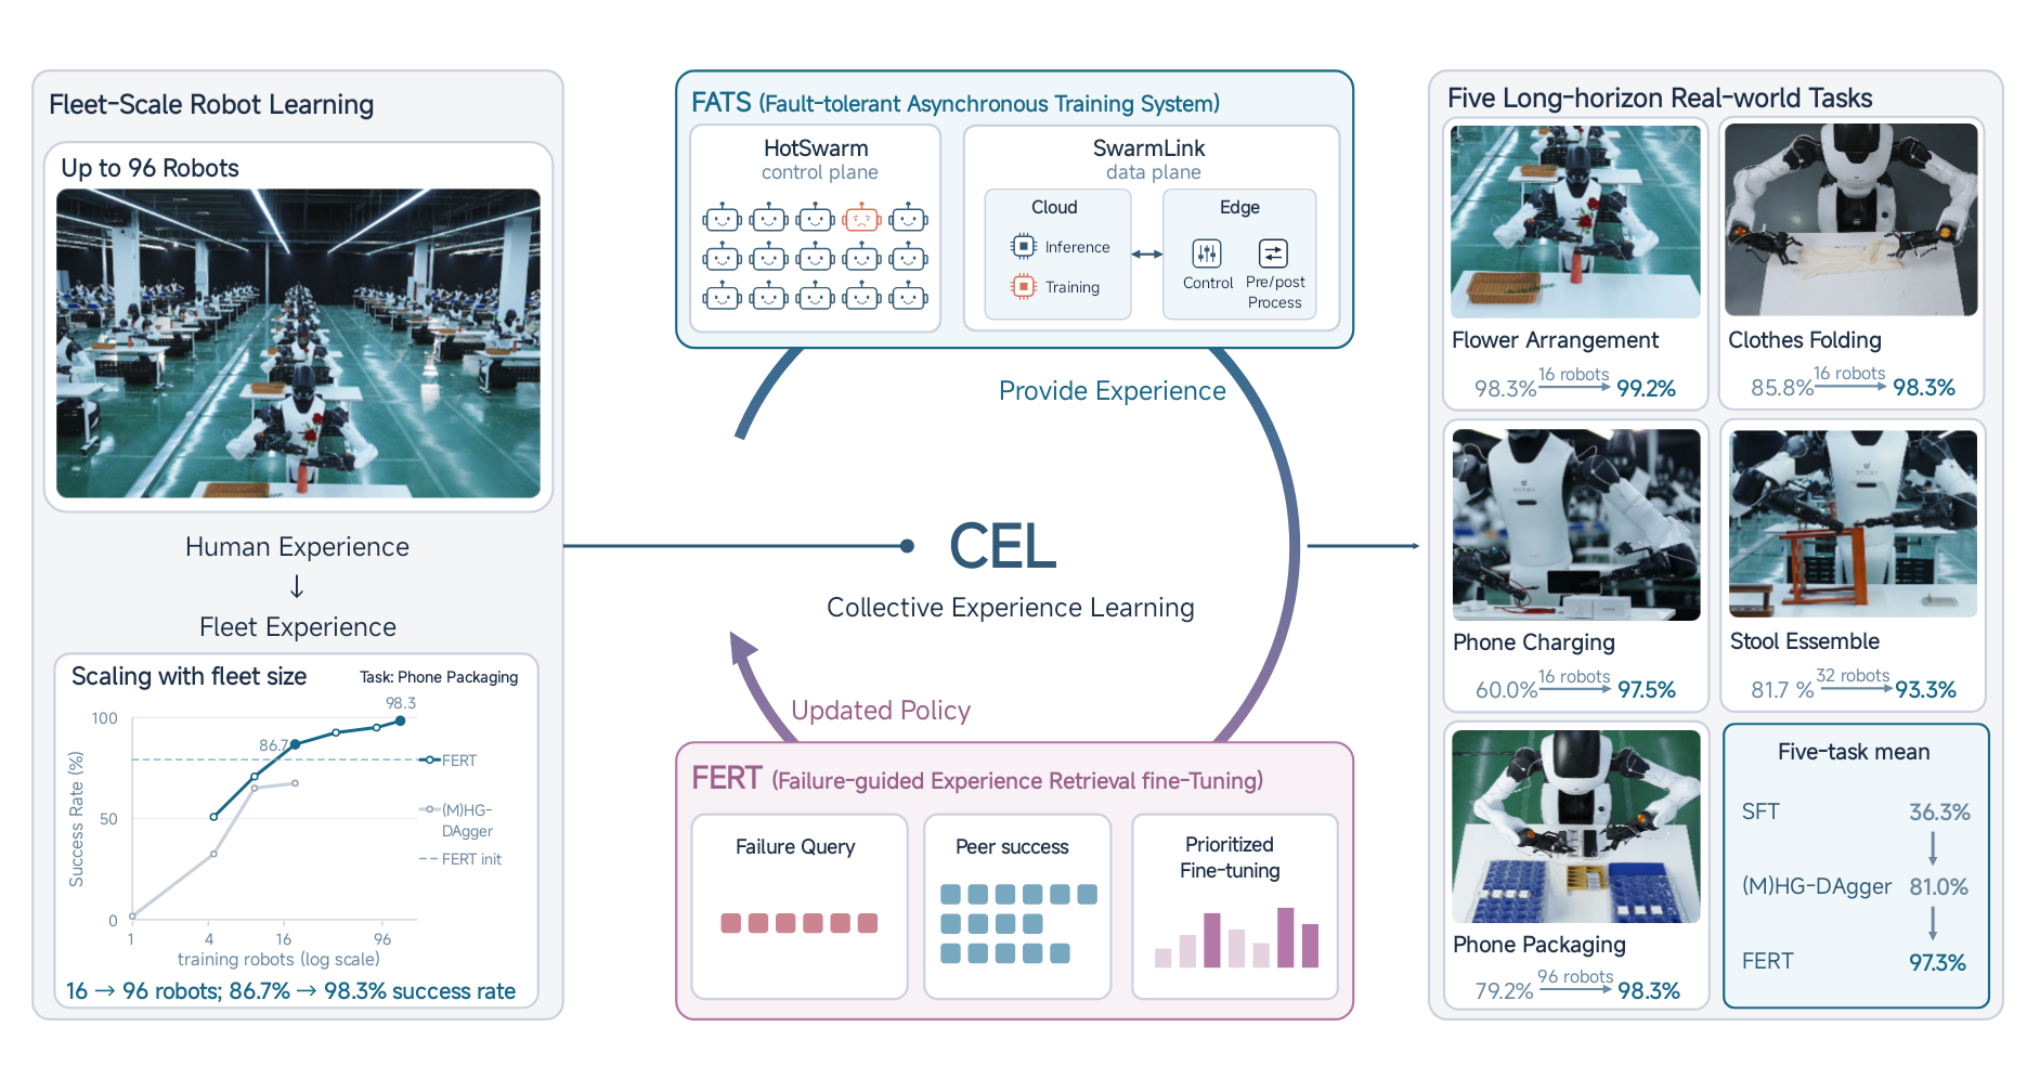 Fleet-Scale Robot Learning
Up to 96 Robots
Human Experience
↓
Fleet Experience
Scaling with fleet size
Task: Phone Packaging
98.3
100
86.7
50
0
Success Rate (%)
1 4 16 96
training robots (log scale)
FERT
(M)HG-
DAgger
FERT init
16 → 96 robots; 86.7% → 98.3% success rate
FATS (Fault-tolerant Asynchronous Training System)
HotSwarm
control plane
SwarmLink
data plane
Cloud
Inference
Training
Edge
Control
Pre/post
Process
Provide Experience
CEL
Collective Experience Learning
Updated Policy
FERT (Failure-guided Experience Retrieval fine-Tuning)
Failure Query
Peer success
Prioritized
Fine-tuning
Five Long-horizon Real-world Tasks
Flower Arrangement
98.3% 16 robots 99.2%
Clothes Folding
85.8% 16 robots 98.3%
Phone Charging
60.0% 16 robots 97.5%
Stool Essemble
81.7 % 32 robots 93.3%
Phone Packaging
79.2% 96 robots 98.3%
Five-task mean
SFT 36.3%
(M)HG-DAgger 81.0%
FERT 97.3%